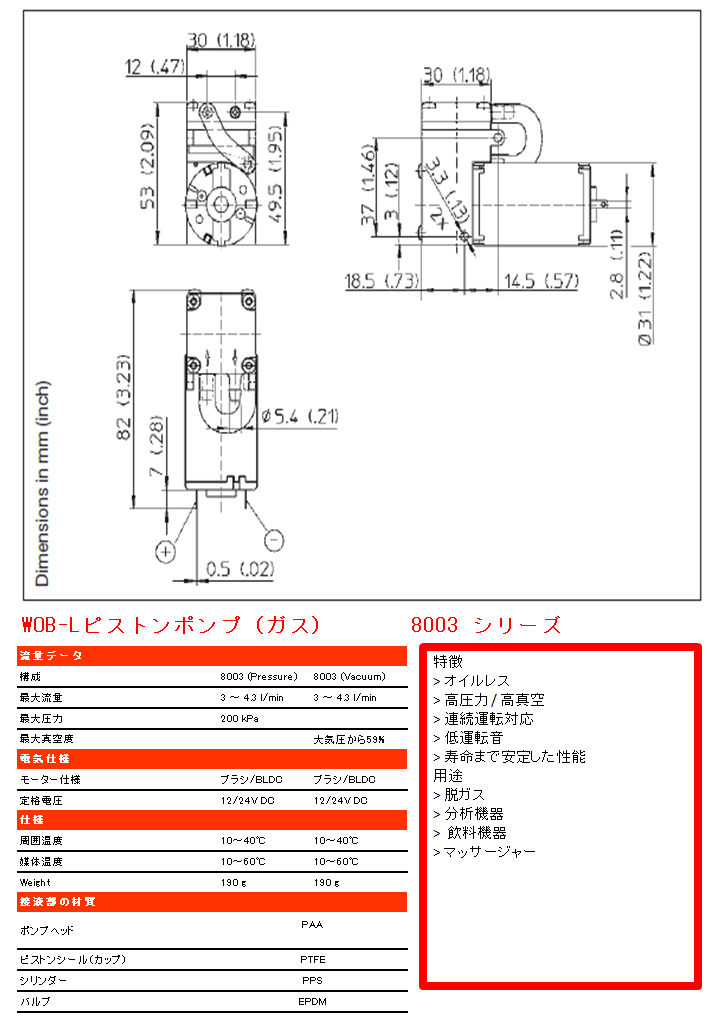 30 (1.18)
12 (.47)
53 (2.09)
49.5 (1.95)
30 (1.18)
37 (1.46)
3 (.12)
3.3 (.13)
2x
18.5 (.73)
14.5 (.57)
2.8 (.11)
Ø31 (1.22)
82 (3.23)
7 (.28)
Ø5.4 (.21)
+
-
0.5 (.02)
Dimensions in mm (inch)
WOB-Lピストンポンプ (ガス)
8003 シリーズ
流量データ
構成 8003 (Pressure) 8003 (Vacuum)
最大流量 3 ～ 4.3 l/min 3 ～ 4.3 l/min
最大圧力 200 kPa
最大真空度 大気圧から59%
電気仕様
モーター仕様 ブラシ/BLDC ブラシ/BLDC
定格電圧 12/24V DC 12/24V DC
仕様
周囲温度 10～40℃ 10～40℃
媒体温度 10～60℃ 10～60℃
Weight 190 g 190 g
接液部の材質
ポンプヘッド PAA
ピストンシール(カップ) PTFE
シリンダー PPS
バルブ EPDM
特徴
> オイルレス
> 高圧力 / 高真空
> 連続運転対応
> 低運転音
> 寿命まで安定した性能
用途
> 脱ガス
> 分析機器
> 飲料機器
> マッサージャー